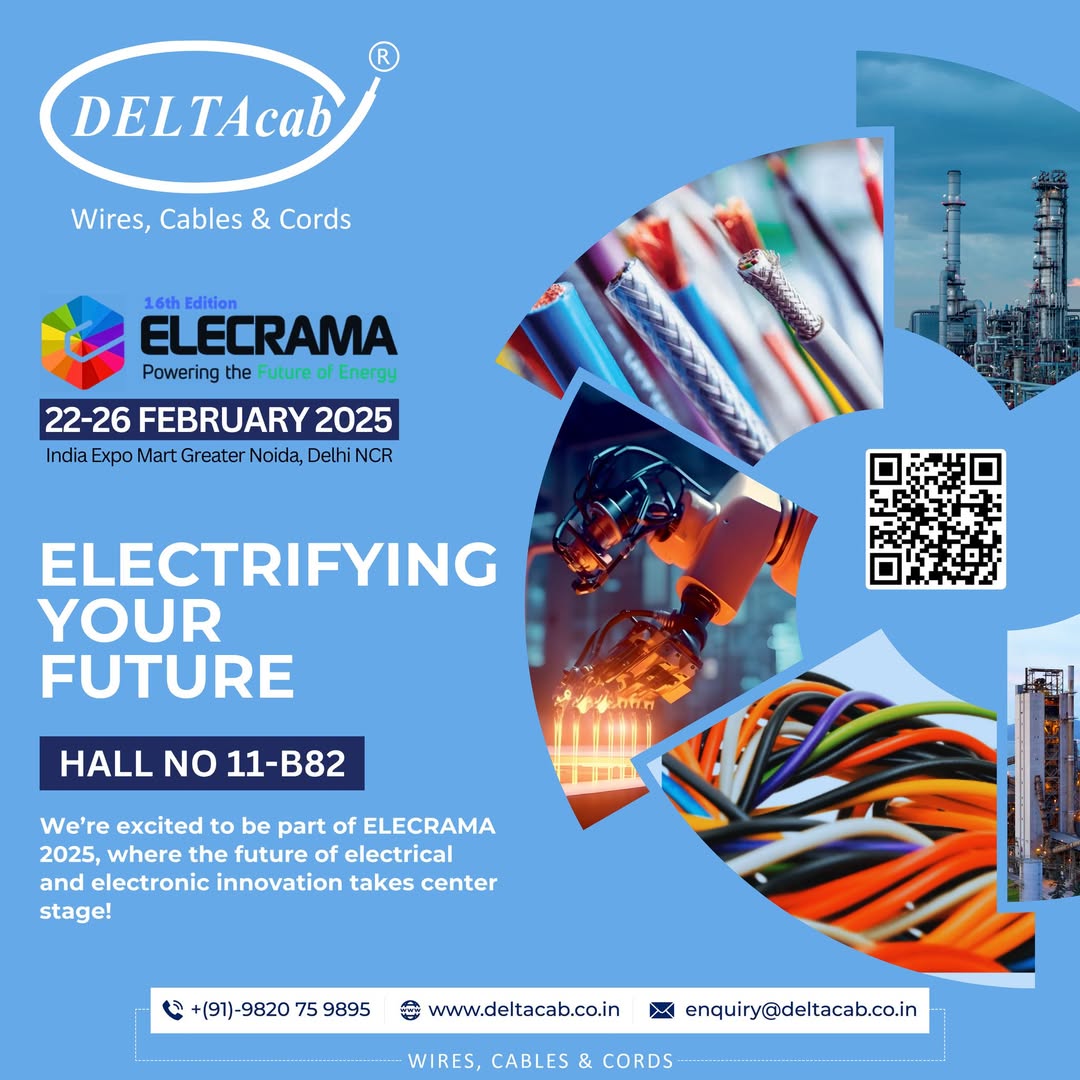 DELTAcab ®
Wires, Cables & Cords
16th Edition
ELECRAMA
Powering the Future of Energy
22-26 FEBRUARY 2025
India Expo Mart Greater Noida, Delhi NCR
ELECTRIFYING
YOUR
FUTURE
HALL NO 11-B82
We’re excited to be part of ELECRAMA
2025, where the future of electrical
and electronic innovation takes center
stage!
+(91)-9820 75 9895
www.deltacab.co.in
enquiry@deltacab.co.in
WIRES, CABLES & CORDS